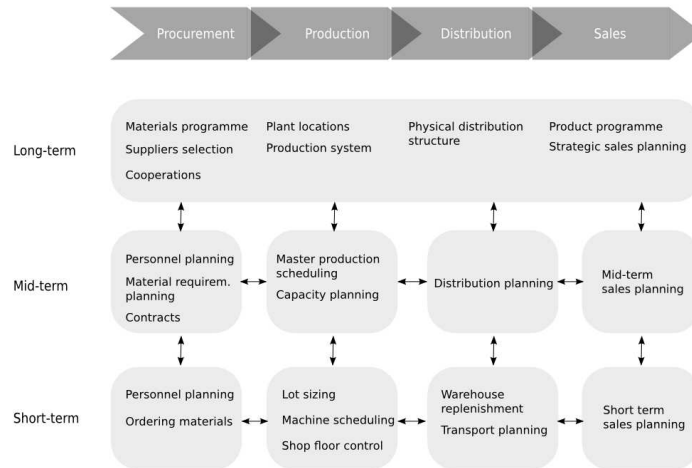 Procurement
Production
Distribution
Sales
Long-term
Materials programme
Suppliers selection
Cooperations
Plant locations
Production system
Physical distribution
structure
Product programme
Strategic sales planning
Mid-term
Personnel planning
Material requirem.
planning
Contracts
Master production
scheduling
Capacity planning
Distribution planning
Mid-term
sales planning
Short-term
Personnel planning
Ordering materials
Lot sizing
Machine scheduling
Shop floor control
Warehouse
replenishment
Transport planning
Short term
sales planning